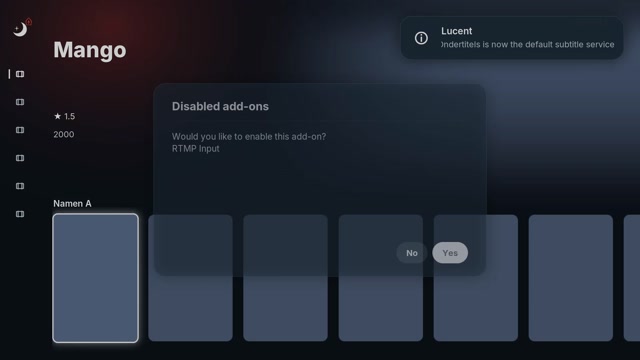 Mango
Lucent
Ondertitels is now the default subtitle service
Disabled add-ons
★ 1.5
Would you like to enable this add-on?
2000
RTMP Input
Namen A
No
Yes